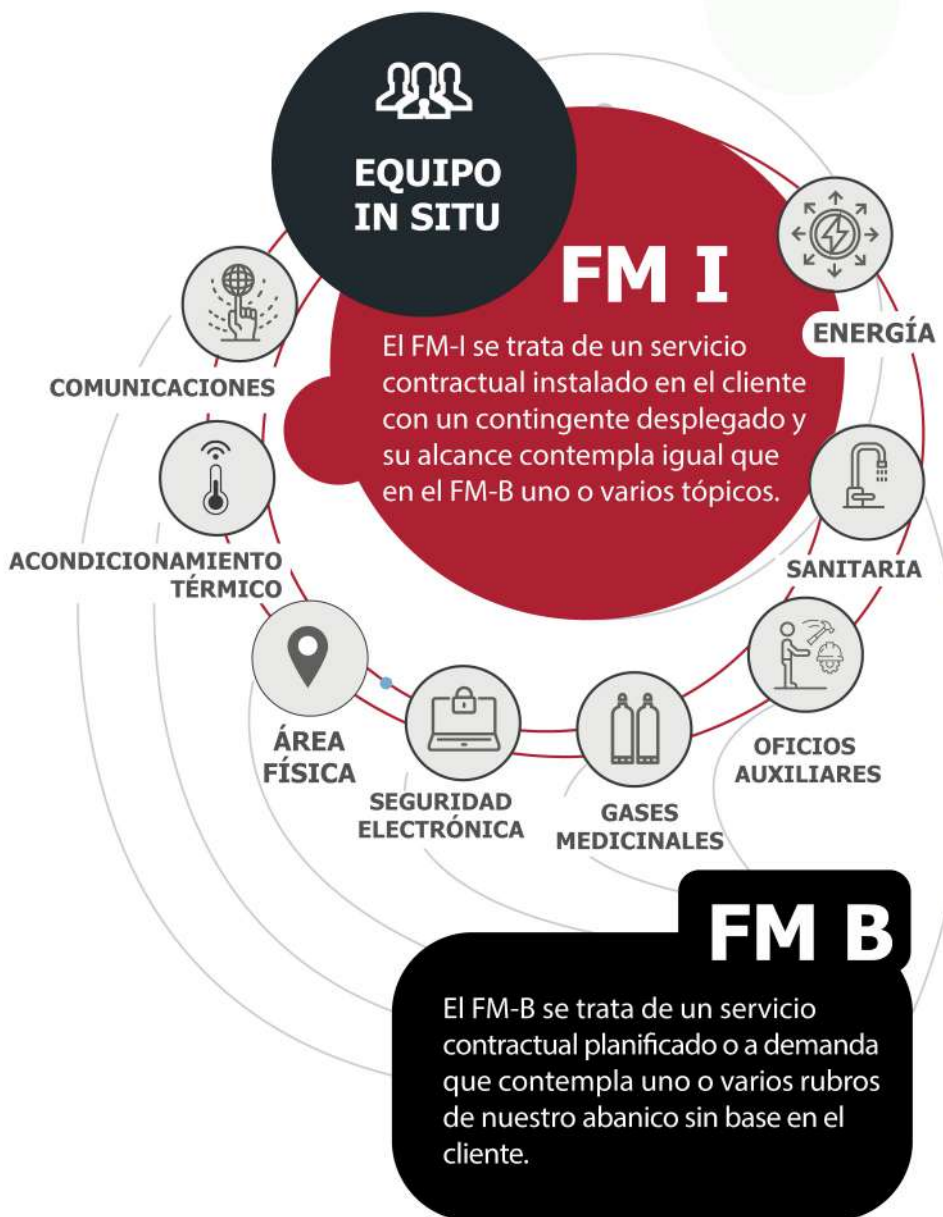 EQUIPO
IN SITU
FM I
El FM-I se trata de un servicio
contractual instalado en el cliente
con un contingente desplegado y
su alcance contempla igual que
en el FM-B uno o varios tópicos.
ENERGÍA
COMUNICACIONES
SANITARIA
ACONDICIONAMIENTO
TÉRMICO
OFICIOS
AUXILIARES
ÁREA
FÍSICA
SEGURIDAD
ELECTRÓNICA
GASES
MEDICINALES
FM B
El FM-B se trata de un servicio
contractual planificado o a demanda
que contempla uno o varios rubros
de nuestro abanico sin base en el
cliente.